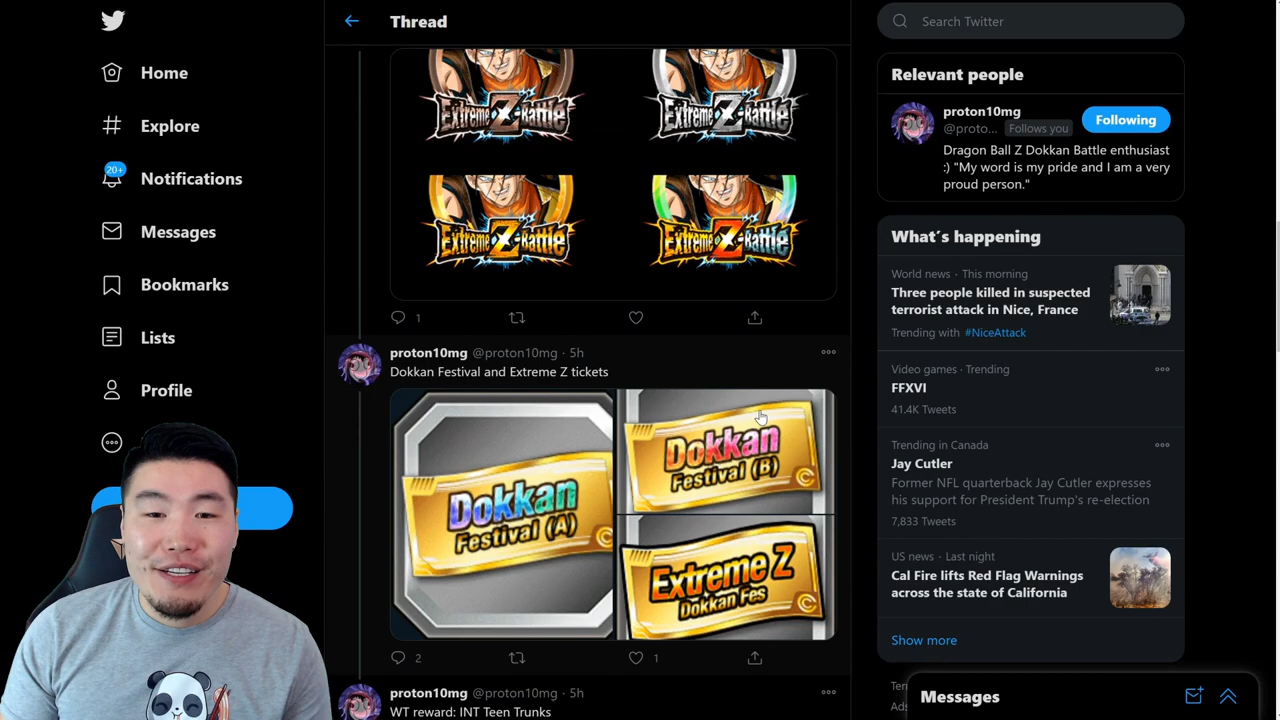 Home
Explore
20+
Notifications
Messages
Bookmarks
Lists
Profile
Thread
Extreme Z Battle
Extreme Z Battle
Extreme Z Battle
Extreme Z Battle
1
proton10mg @proton10mg · 5h
Dokkan Festival and Extreme Z tickets
Dokkan
Festival (A)
Dokkan
Festival (B)
Extreme Z
Dokkan Fes
2
1
proton10mg @proton10mg · 5h
WT reward: INT Teen Trunks
Search Twitter
Relevant people
proton10mg
@proto... Follows you
Following
Dragon Ball Z Dokkan Battle enthusiast
:) "My word is my pride and I am a very
proud person."
What's happening
World news · This morning
Three people killed in suspected
terrorist attack in Nice, France
Trending with #NiceAttack
Video games · Trending
FFXVI
41.4K Tweets
Trending in Canada
Jay Cutler
Former NFL quarterback Jay Cutler expresses
his support for President Trump's re-election
7,833 Tweets
US news · Last night
Cal Fire lifts Red Flag Warnings
across the state of California
Show more
Messages